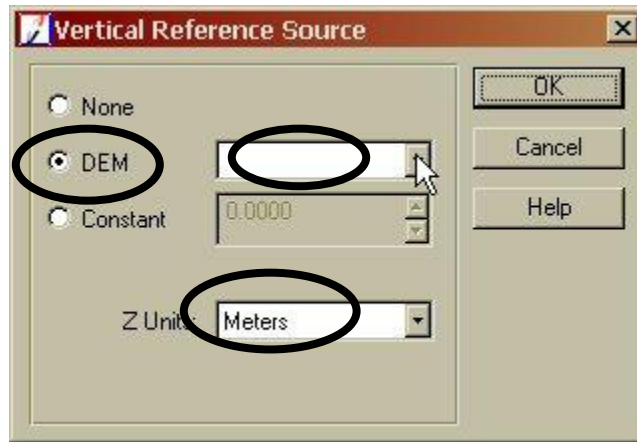 Vertical Reference Source
None
DEM
Constant
0.0000
Z Units:
Meters
OK
Cancel
Help